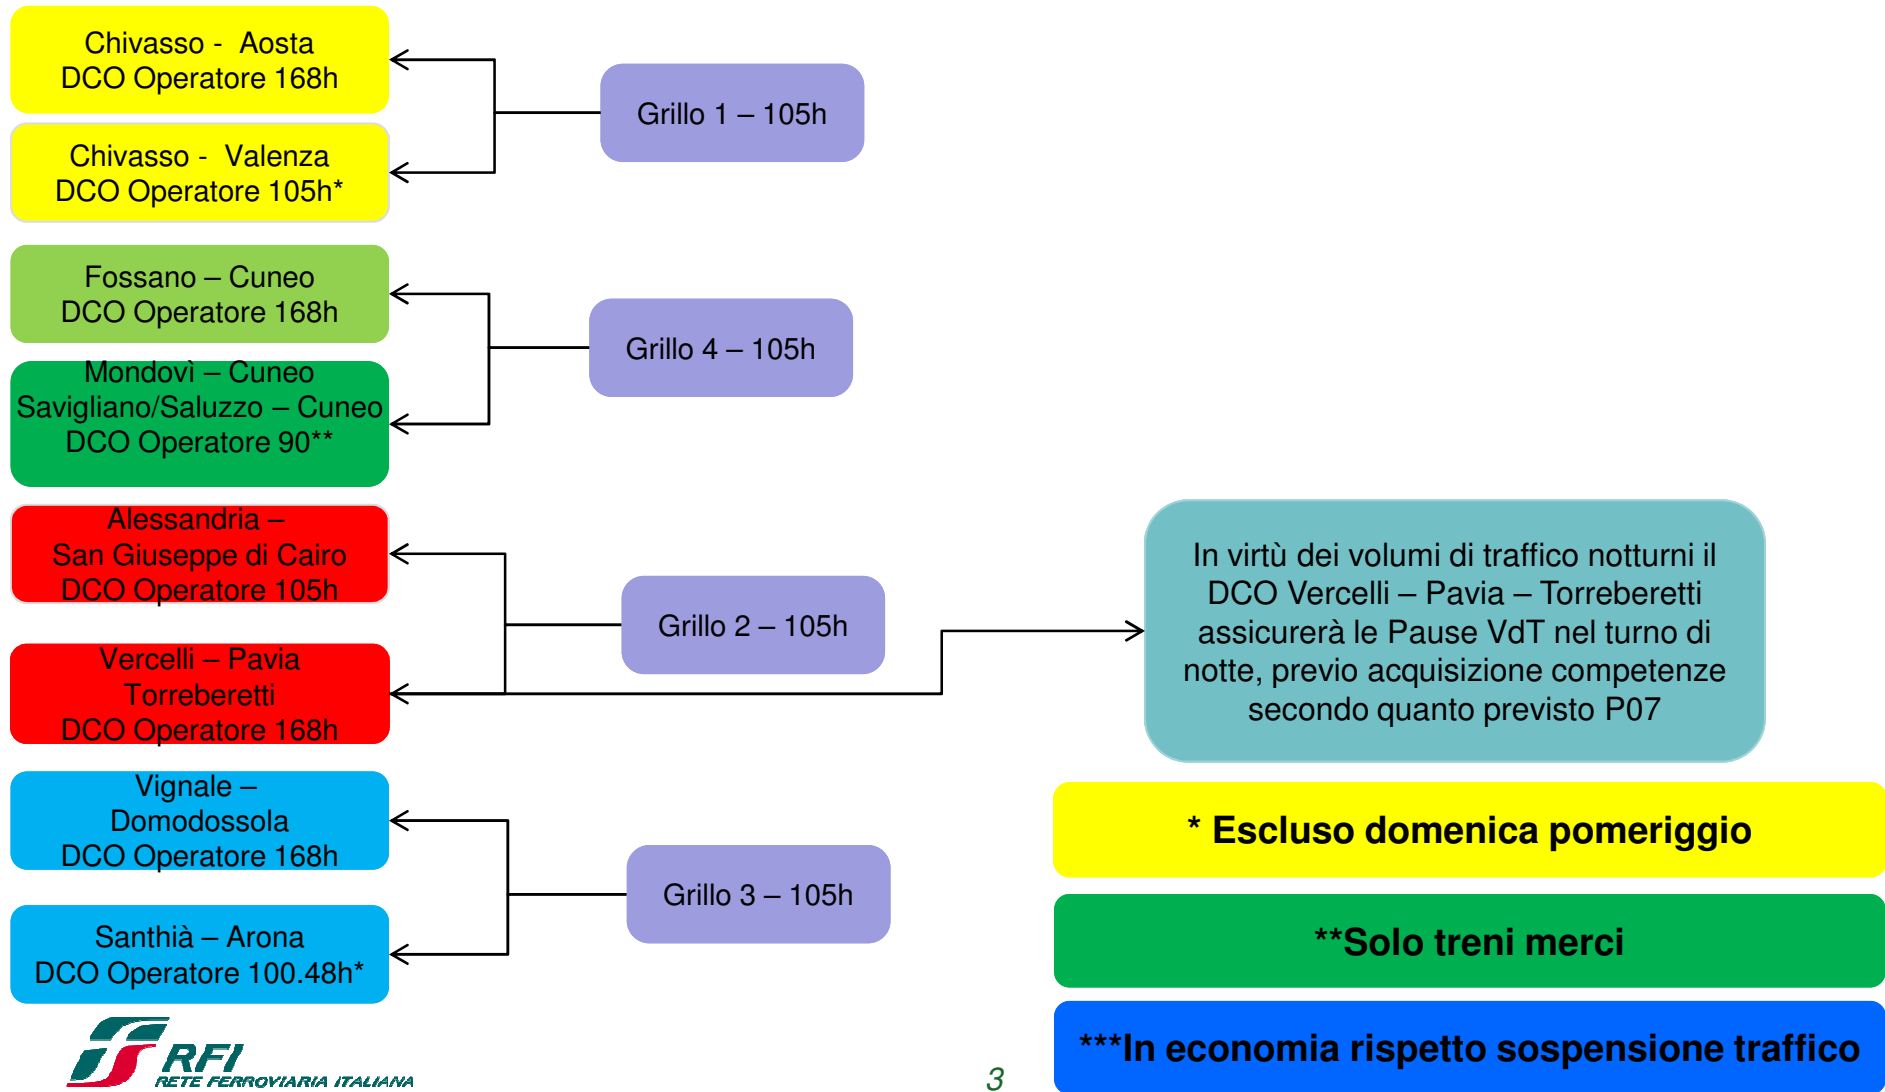 Chivasso - Aosta
DCO Operatore 168h
Chivasso - Valenza
DCO Operatore 105h*
Grillo 1 – 105h
Fossano – Cuneo
DCO Operatore 168h
Mondovì – Cuneo
Savigliano/Saluzzo – Cuneo
DCO Operatore 90**
Grillo 4 – 105h
Alessandria –
San Giuseppe di Cairo
DCO Operatore 105h
Vercelli – Pavia
Torreberetti
DCO Operatore 168h
Grillo 2 – 105h
In virtù dei volumi di traffico notturni il
DCO Vercelli – Pavia – Torreberetti
assicurerà le Pause VdT nel turno di
notte, previo acquisizione competenze
secondo quanto previsto P07
Vignale –
Domodossola
DCO Operatore 168h
Santhià – Arona
DCO Operatore 100.48h*
Grillo 3 – 105h
* Escluso domenica pomeriggio
**Solo treni merci
***In economia rispetto sospensione traffico
RFI
RETE FERROVIARIA ITALIANA
3